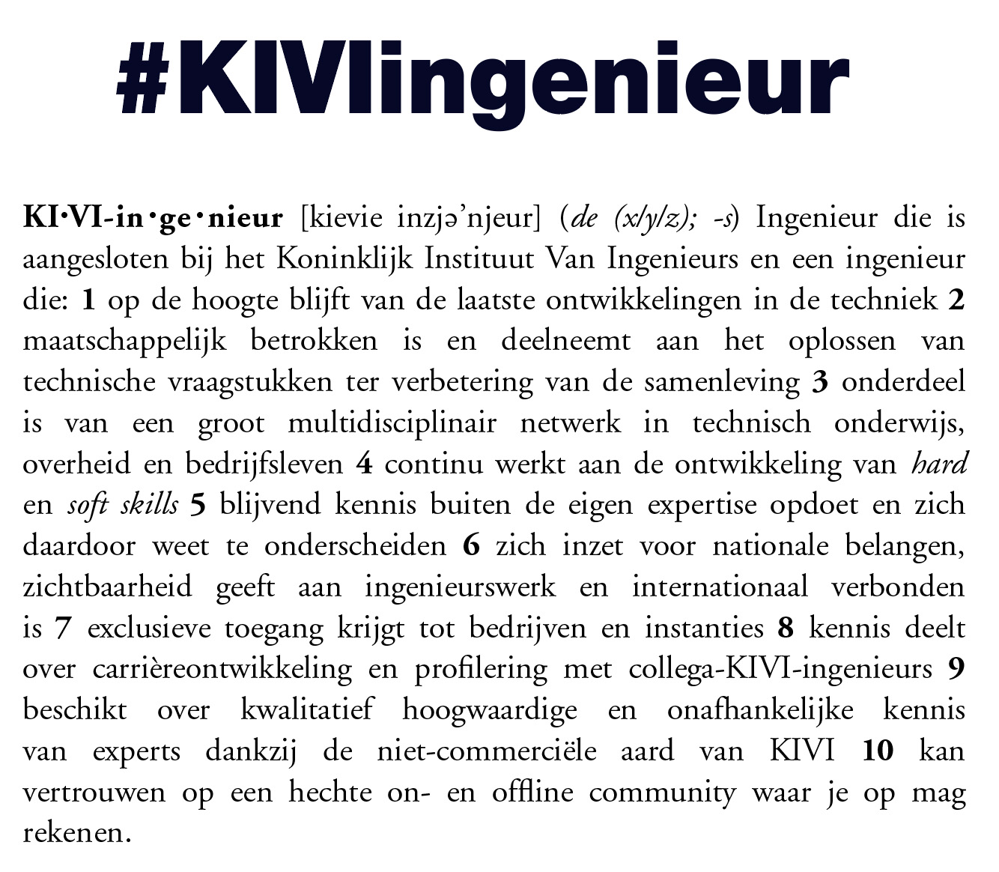 #KIVIingenieur
KI•VI-in•ge•nieur [kievie inzjə’njeur] (de (x/y/z); -s) Ingenieur die is
aangesloten bij het Koninklijk Instituut Van Ingenieurs en een ingenieur
die: 1 op de hoogte blijft van de laatste ontwikkelingen in de techniek 2
maatschappelijk betrokken is en deelneemt aan het oplossen van
technische vraagstukken ter verbetering van de samenleving 3 onderdeel
is van een groot multidisciplinair netwerk in technisch onderwijs,
overheid en bedrijfsleven 4 continu werkt aan de ontwikkeling van hard
en soft skills 5 blijvend kennis buiten de eigen expertise opdoet en zich
daardoor weet te onderscheiden 6 zich inzet voor nationale belangen,
zichtbaarheid geeft aan ingenieurswerk en internationaal verbonden
is 7 exclusieve toegang krijgt tot bedrijven en instanties 8 kennis deelt
over carrièreontwikkeling en profilering met collega-KIVI-ingenieurs 9
beschikt over kwalitatief hoogwaardige en onafhankelijke kennis
van experts dankzij de niet-commerciële aard van KIVI 10 kan
vertrouwen op een hechte on- en offline community waar je op mag
rekenen.